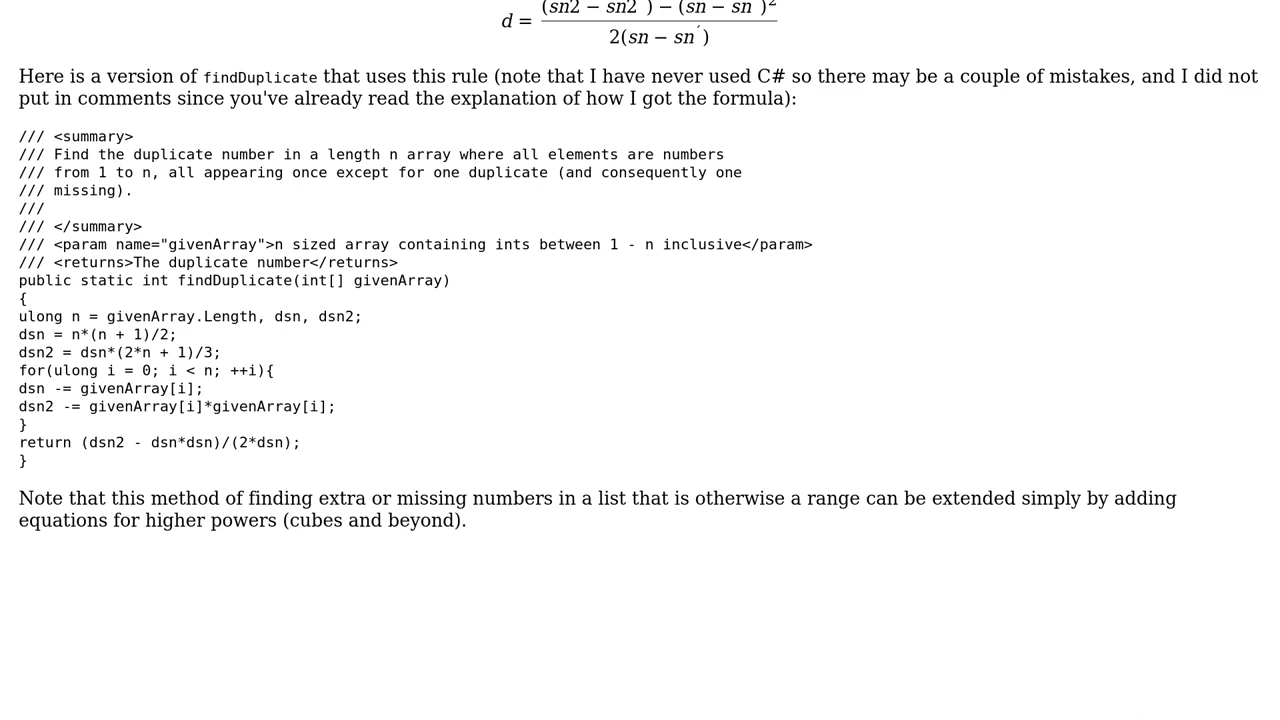 d = (sn2 − sn2′) − (sn − sn′)²
2(sn − sn′)
Here is a version of findDuplicate that uses this rule (note that I have never used C# so there may be a couple of mistakes, and I did not
put in comments since you've already read the explanation of how I got the formula):
/// <summary>
/// Find the duplicate number in a length n array where all elements are numbers
/// from 1 to n, all appearing once except for one duplicate (and consequently one
/// missing).
///
/// </summary>
/// <param name="givenArray">n sized array containing ints between 1 - n inclusive</param>
/// <returns>The duplicate number</returns>
public static int findDuplicate(int[] givenArray)
{
ulong n = givenArray.Length, dsn, dsn2;
dsn = n*(n + 1)/2;
dsn2 = dsn*(2*n + 1)/3;
for(ulong i = 0; i < n; ++i){
dsn -= givenArray[i];
dsn2 -= givenArray[i]*givenArray[i];
}
return (dsn2 - dsn*dsn)/(2*dsn);
}
Note that this method of finding extra or missing numbers in a list that is otherwise a range can be extended simply by adding
equations for higher powers (cubes and beyond).